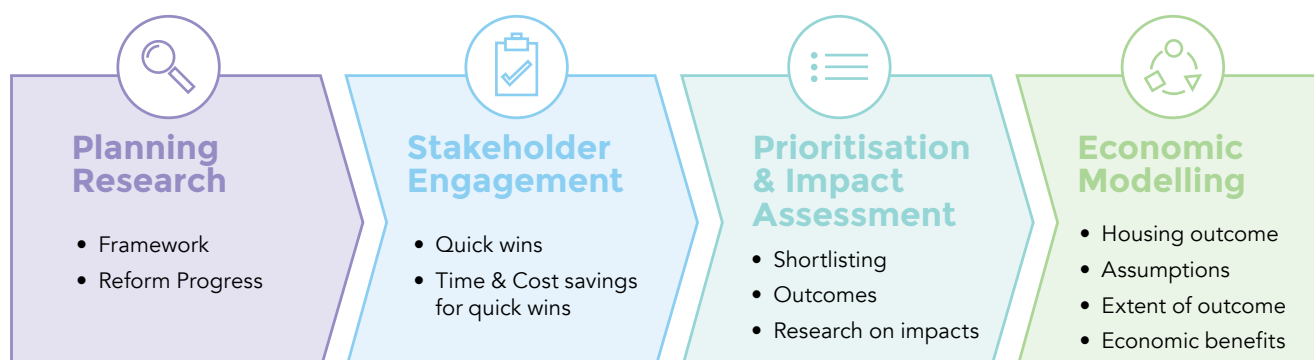 Planning
Research
• Framework
• Reform Progress
Stakeholder
Engagement
• Quick wins
• Time & Cost savings
for quick wins
Prioritisation
& Impact
Assessment
• Shortlisting
• Outcomes
• Research on impacts
Economic
Modelling
• Housing outcome
• Assumptions
• Extent of outcome
• Economic benefits